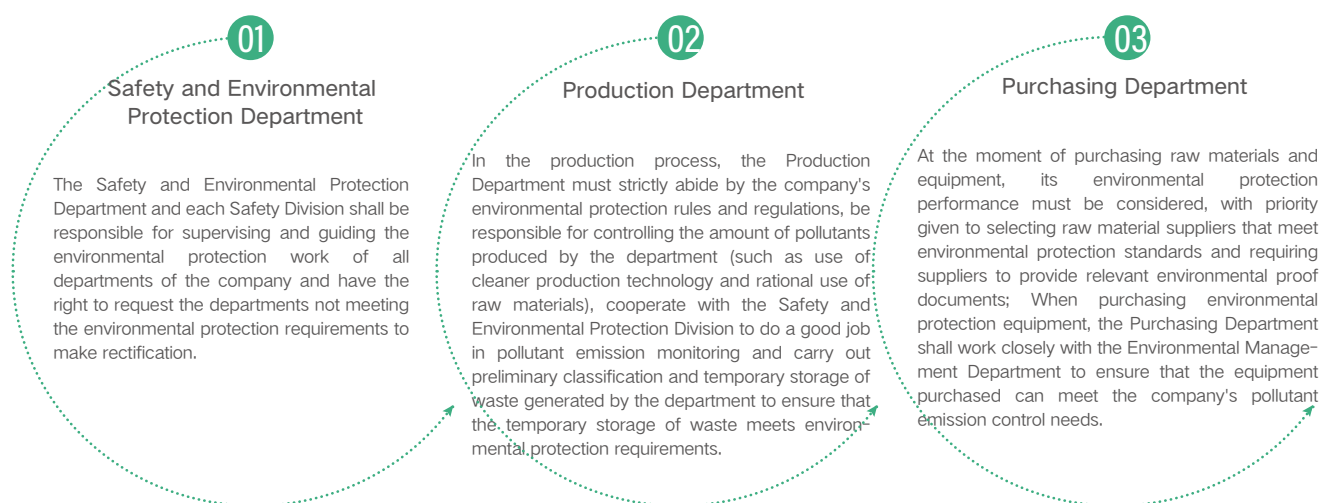 01
Safety and Environmental
Protection Department
The Safety and Environmental Protection
Department and each Safety Division shall be
responsible for supervising and guiding the
environmental protection work of all
departments of the company and have the
right to request the departments not meeting
the environmental protection requirements to
make rectification.
02
Production Department
In the production process, the Production
Department must strictly abide by the company's
environmental protection rules and regulations, be
responsible for controlling the amount of pollutants
produced by the department (such as use of
cleaner production technology and rational use of
raw materials), cooperate with the Safety and
Environmental Protection Division to do a good job
in pollutant emission monitoring and carry out
preliminary classification and temporary storage of
waste generated by the department to ensure that
the temporary storage of waste meets environ-
mental protection requirements.
03
Purchasing Department
At the moment of purchasing raw materials and
equipment, its environmental protection
performance must be considered, with priority
given to selecting raw material suppliers that meet
environmental protection standards and requiring
suppliers to provide relevant environmental proof
documents; When purchasing environmental
protection equipment, the Purchasing Department
shall work closely with the Environmental Manage-
ment Department to ensure that the equipment
purchased can meet the company's pollutant
emission control needs.